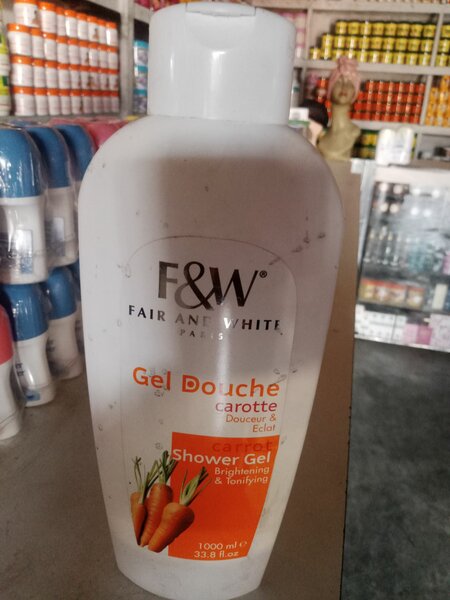 F&W®
FAIR AND WHITE
PARIS
Gel Douche
carotte
Douceur &
Eclat
carrot
Shower Gel
Brightening
& Tonifying
1000 ml e
33.8 fl.oz